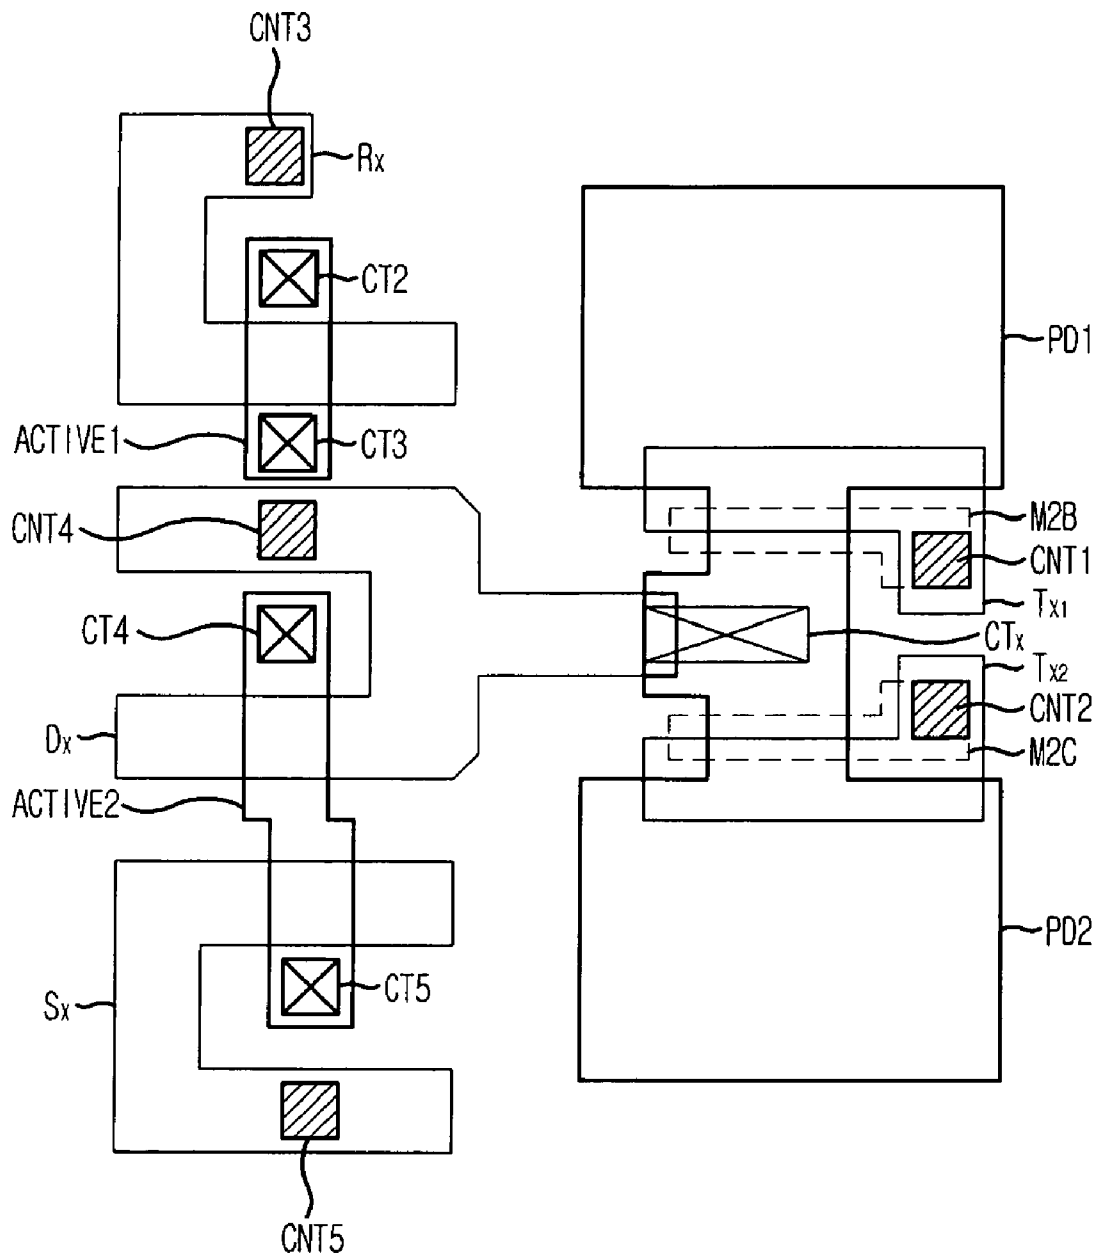 CNT3
Rx
CT2
PD1
ACTIVE1
CT3
CNT4
M2B
CNT1
Tx1
CT4
CTx
Tx2
CNT2
Dx
M2C
ACTIVE2
PD2
CT5
Sx
CNT5